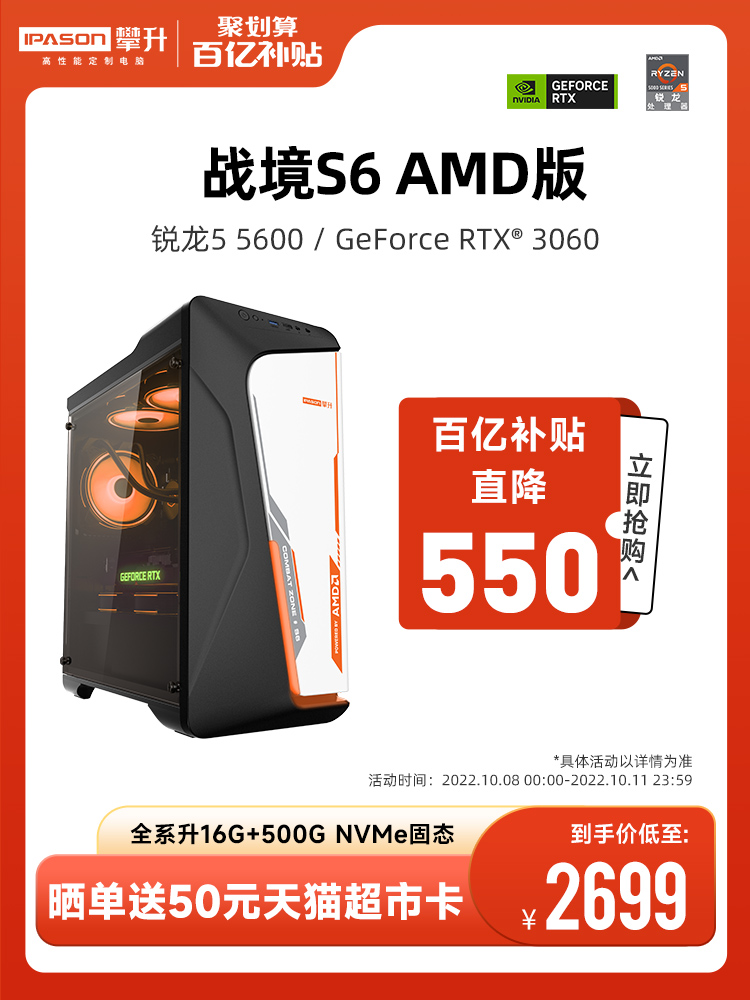 IPASON 攀升
高性能定制电脑
聚划算
百亿补贴
NVIDIA
GEFORCE
RTX
AMD
RYZEN
5000 SERIES 5
锐龙
处理器
战境S6 AMD版
锐龙5 5600 / GeForce RTX® 3060
IPASON 攀升
GEFORCE RTX
COMBAT ZONE · S6
POWERED BY AMD
百亿补贴
直降
550
立即抢购
*具体活动以详情为准
活动时间：2022.10.08 00:00-2022.10.11 23:59
全系升16G+500G NVMe固态
到手价低至:
晒单送50元天猫超市卡
¥2699